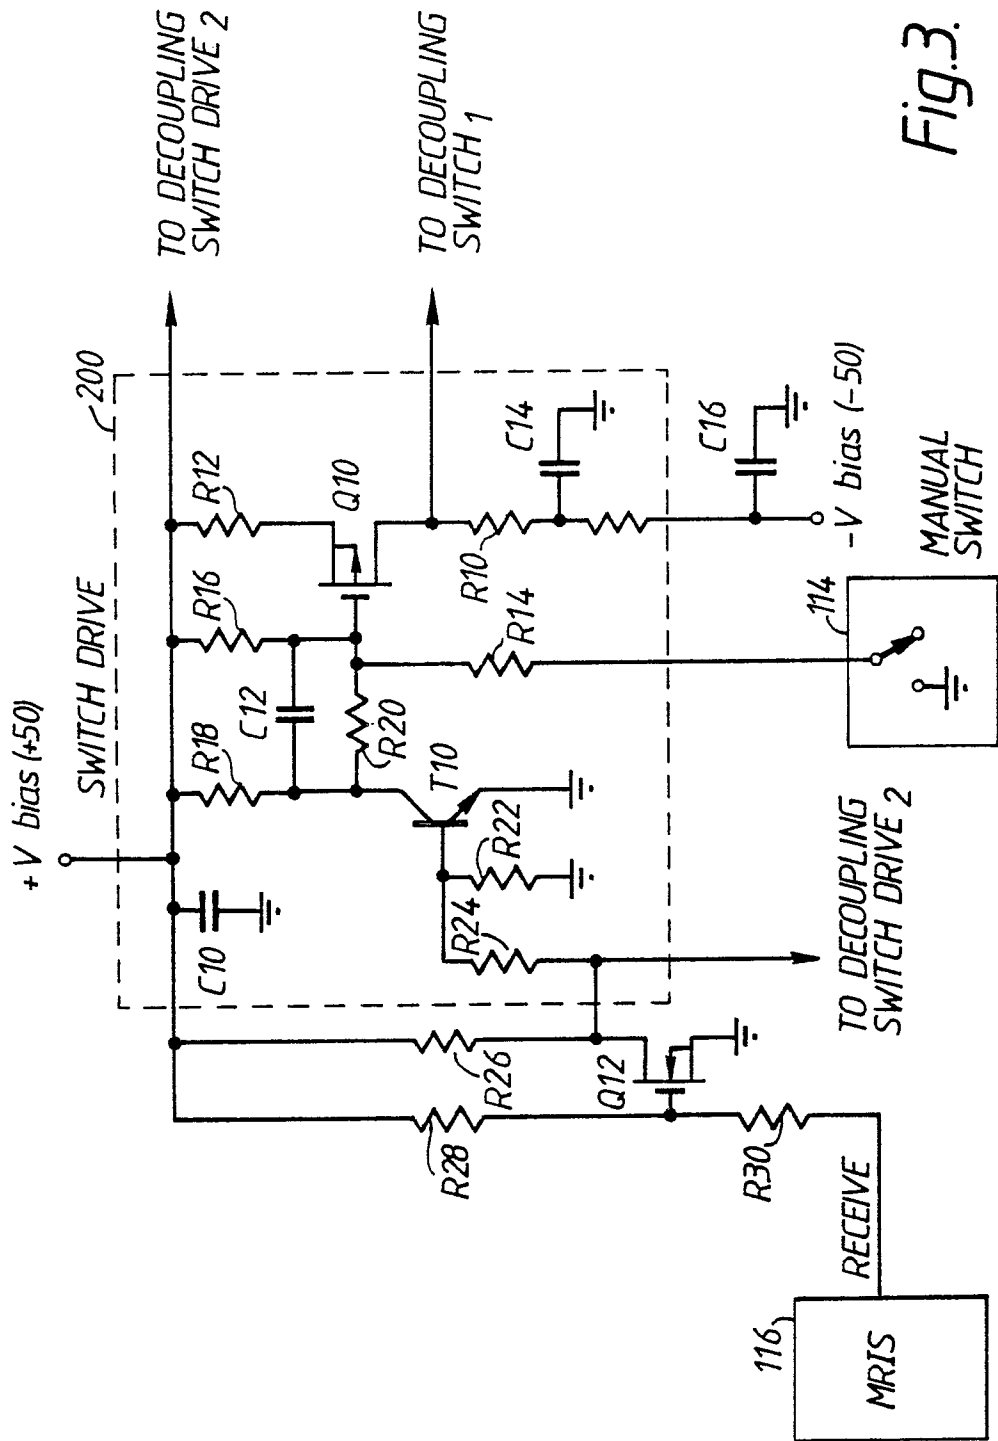 +V bias (+50)
SWITCH DRIVE
200
TO DECOUPLING
SWITCH DRIVE 2
R12
R16
R18
C10
C12
Q10
TO DECOUPLING
SWITCH 1
R20
T10
R22
R24
R26
R28
Q12
R10
R14
C14
C16
-V bias (-50)
TO DECOUPLING
SWITCH DRIVE 2
114
MANUAL
SWITCH
R30
RECEIVE
116
MRIS
Fig.3.